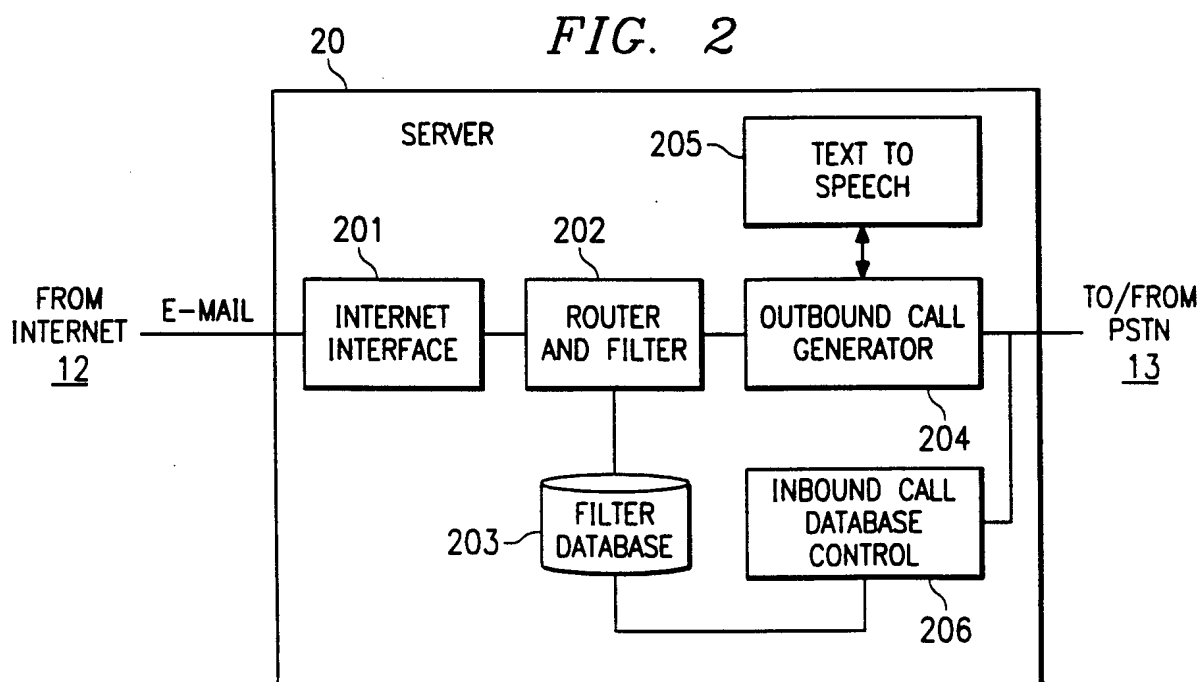 FIG. 2
20
SERVER
205
TEXT TO
SPEECH
201
202
FROM
INTERNET
12
E-MAIL
INTERNET
INTERFACE
ROUTER
AND FILTER
OUTBOUND CALL
GENERATOR
TO/FROM
PSTN
13
204
203
FILTER
DATABASE
INBOUND CALL
DATABASE
CONTROL
206